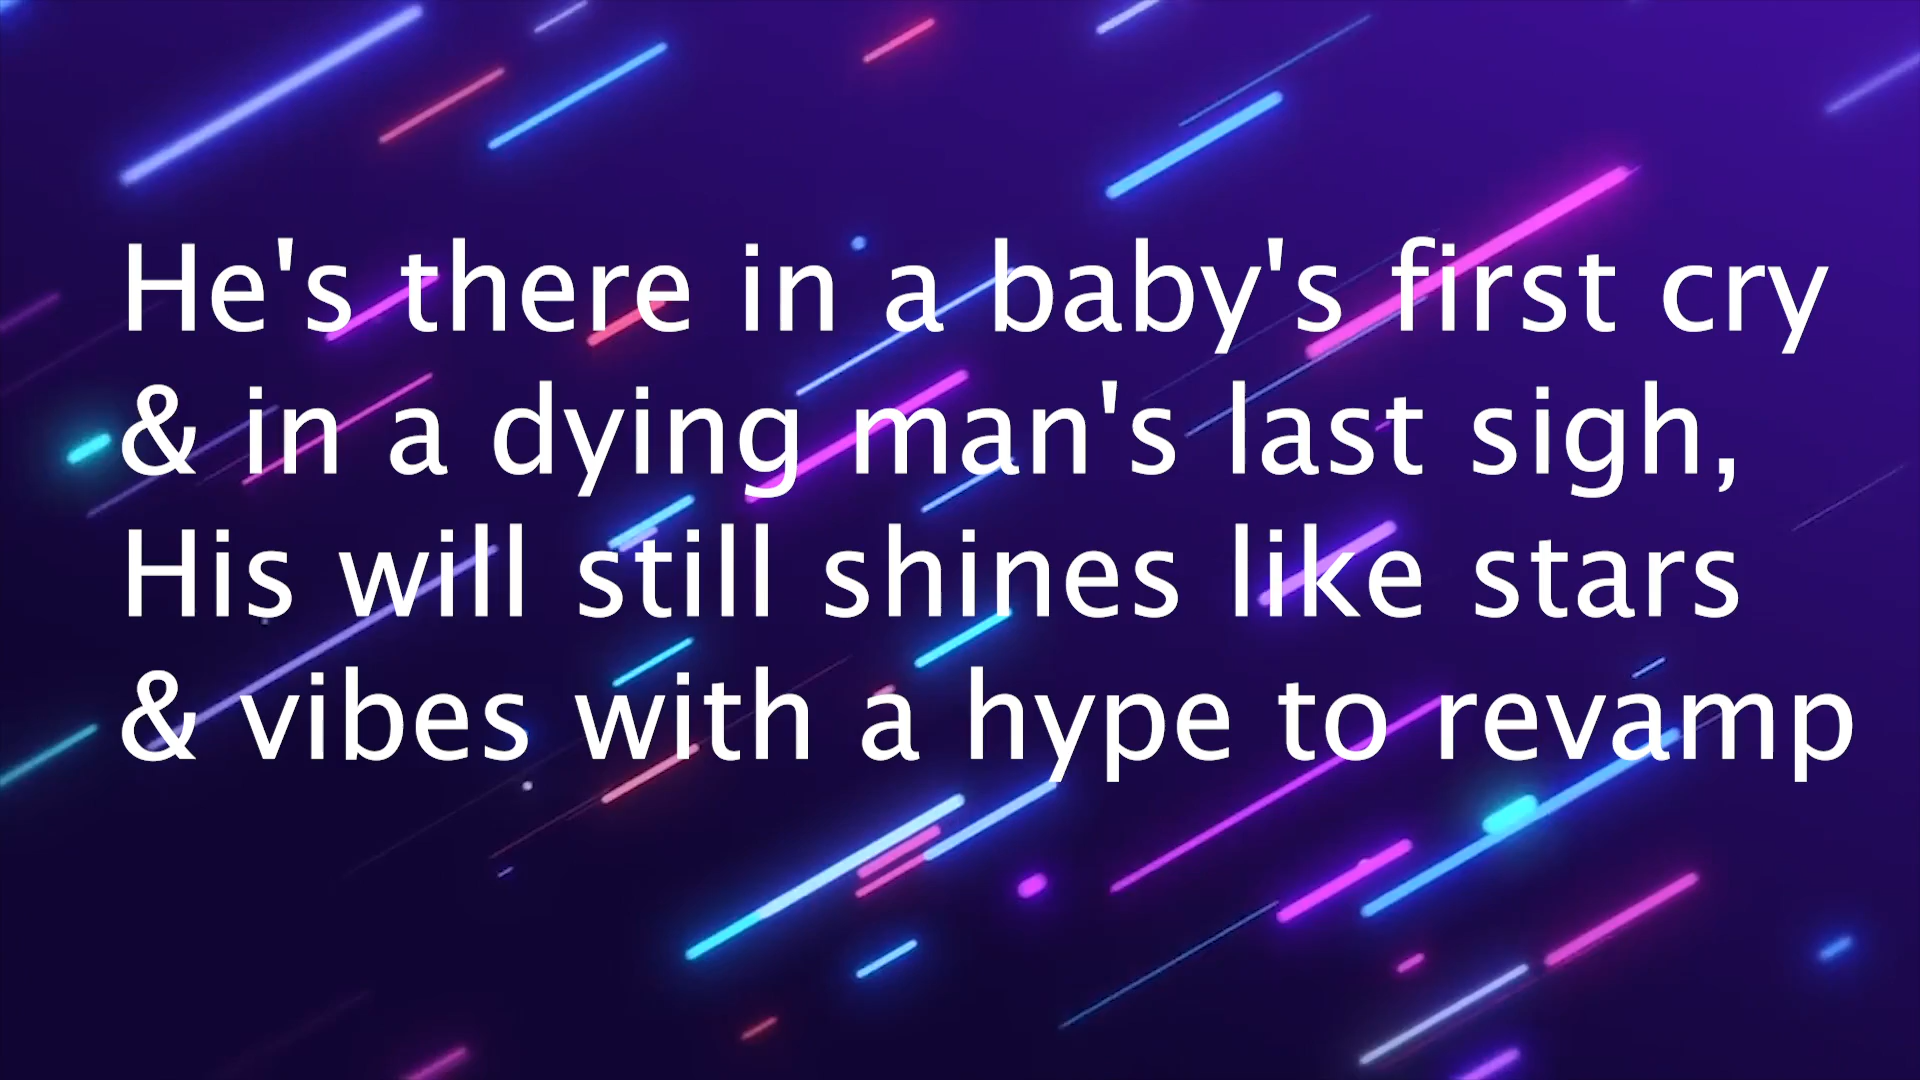 He's there in a baby's first cry
& in a dying man's last sigh,
His will still shines like stars
& vibes with a hype to revamp